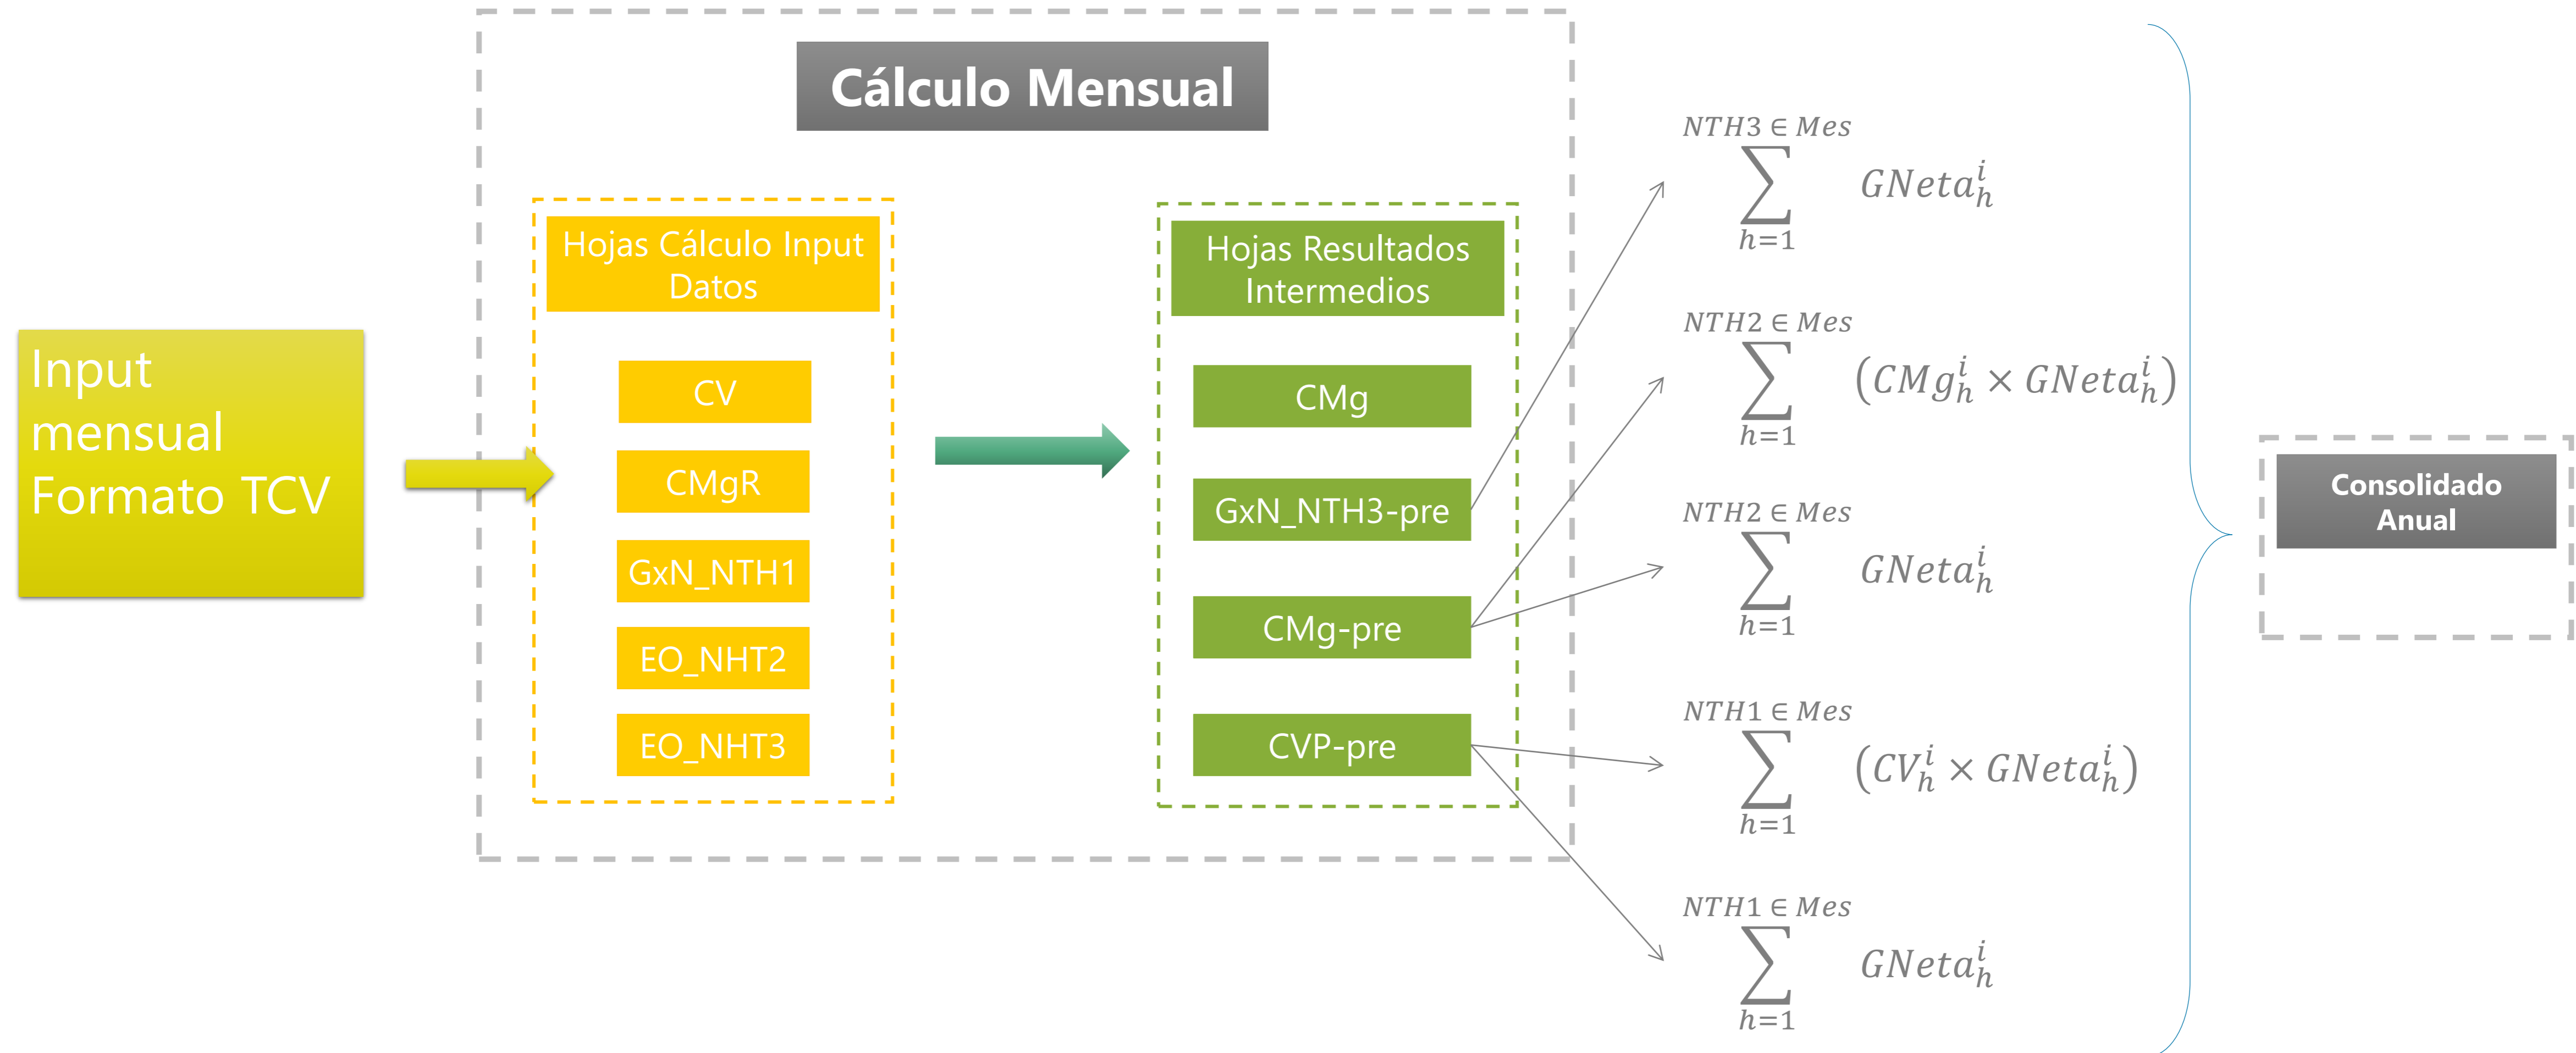 Cálculo Mensual
Input
mensual
Formato TCV
Hojas Cálculo Input
Datos
CV
CMgR
GxN_NTH1
EO_NHT2
EO_NHT3
Hojas Resultados
Intermedios
CMg
GxN_NTH3-pre
CMg-pre
CVP-pre
NTH3 ∈ Mes
∑ GNeta_h^i
h=1
NTH2 ∈ Mes
∑ (CMg_h^i × GNeta_h^i)
h=1
NTH2 ∈ Mes
∑ GNeta_h^i
h=1
NTH1 ∈ Mes
∑ (CV_h^i × GNeta_h^i)
h=1
NTH1 ∈ Mes
∑ GNeta_h^i
h=1
Consolidado
Anual